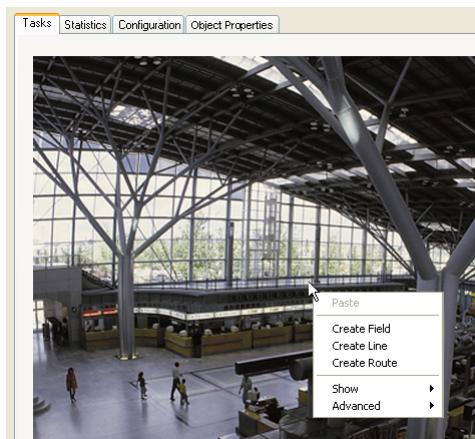 Tasks Statistics Configuration Object Properties
Paste
Create Field
Create Line
Create Route
Show
Advanced